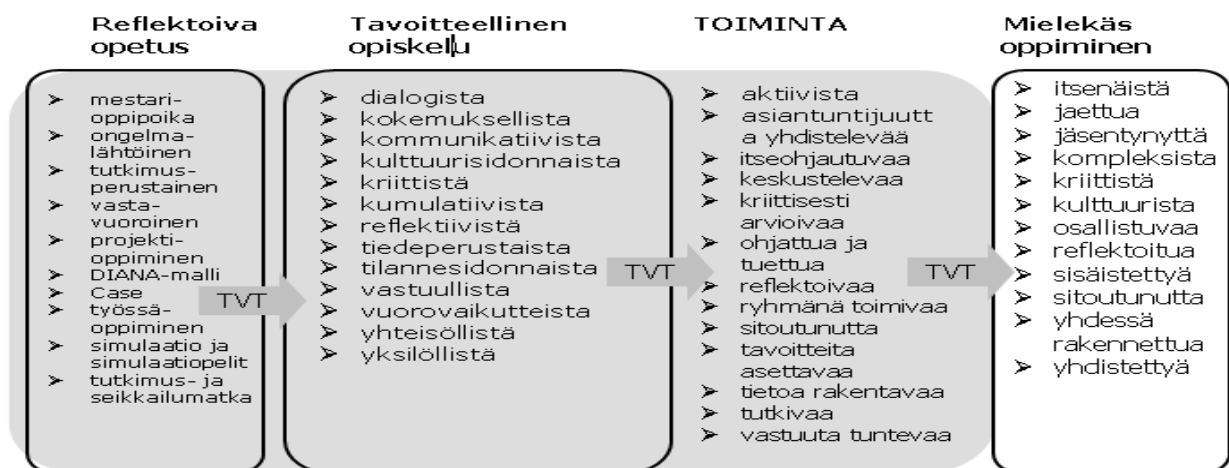 Reflektoiva
opetus
Tavoitteellinen
opiskelu
TOIMINTA
Mielekäs
oppiminen
➢ mestari-
oppipoika
➢ ongelma-
lähtöinen
➢ tutkimus-
perustainen
➢ vasta-
vuoroinen
➢ projekti-
oppiminen
➢ DIANA-malli
➢ Case
➢ työssä-
oppiminen
➢ simulaatio ja
simulaatiopelit
➢ tutkimus- ja
seikkailumatka
TVT
➢ dialogista
➢ kokemuksellista
➢ kommunikatiivista
➢ kulttuurisidonnaista
➢ kriittistä
➢ kumulatiivista
➢ reflektiivistä
➢ tiedeperustaista
➢ tilannesidonnaista
➢ vastuullista
➢ vuorovaikutteista
➢ yhteisöllistä
➢ yksilöllistä
TVT
➢ aktiivista
➢ asiantuntijuutt
a yhdistelevää
➢ itseohjautuvaa
➢ keskustelevaa
➢ kriittisesti
arvioivaa
➢ ohjattua ja
tuettua
➢ reflektoivaa
➢ ryhmänä toimivaa
➢ sitoutunutta
➢ tavoitteita
asettavaa
➢ tietoa rakentavaa
➢ tutkivaa
➢ vastuuta tuntevaa
TVT
➢ itsenäistä
➢ jaettua
➢ jäsentynyttä
➢ kompleksista
➢ kriittistä
➢ kulttuurista
➢ osallistuvaa
➢ reflektoitua
➢ sisäistettyä
➢ sitoutunutta
➢ yhdessä
rakennettua
➢ yhdistettyä